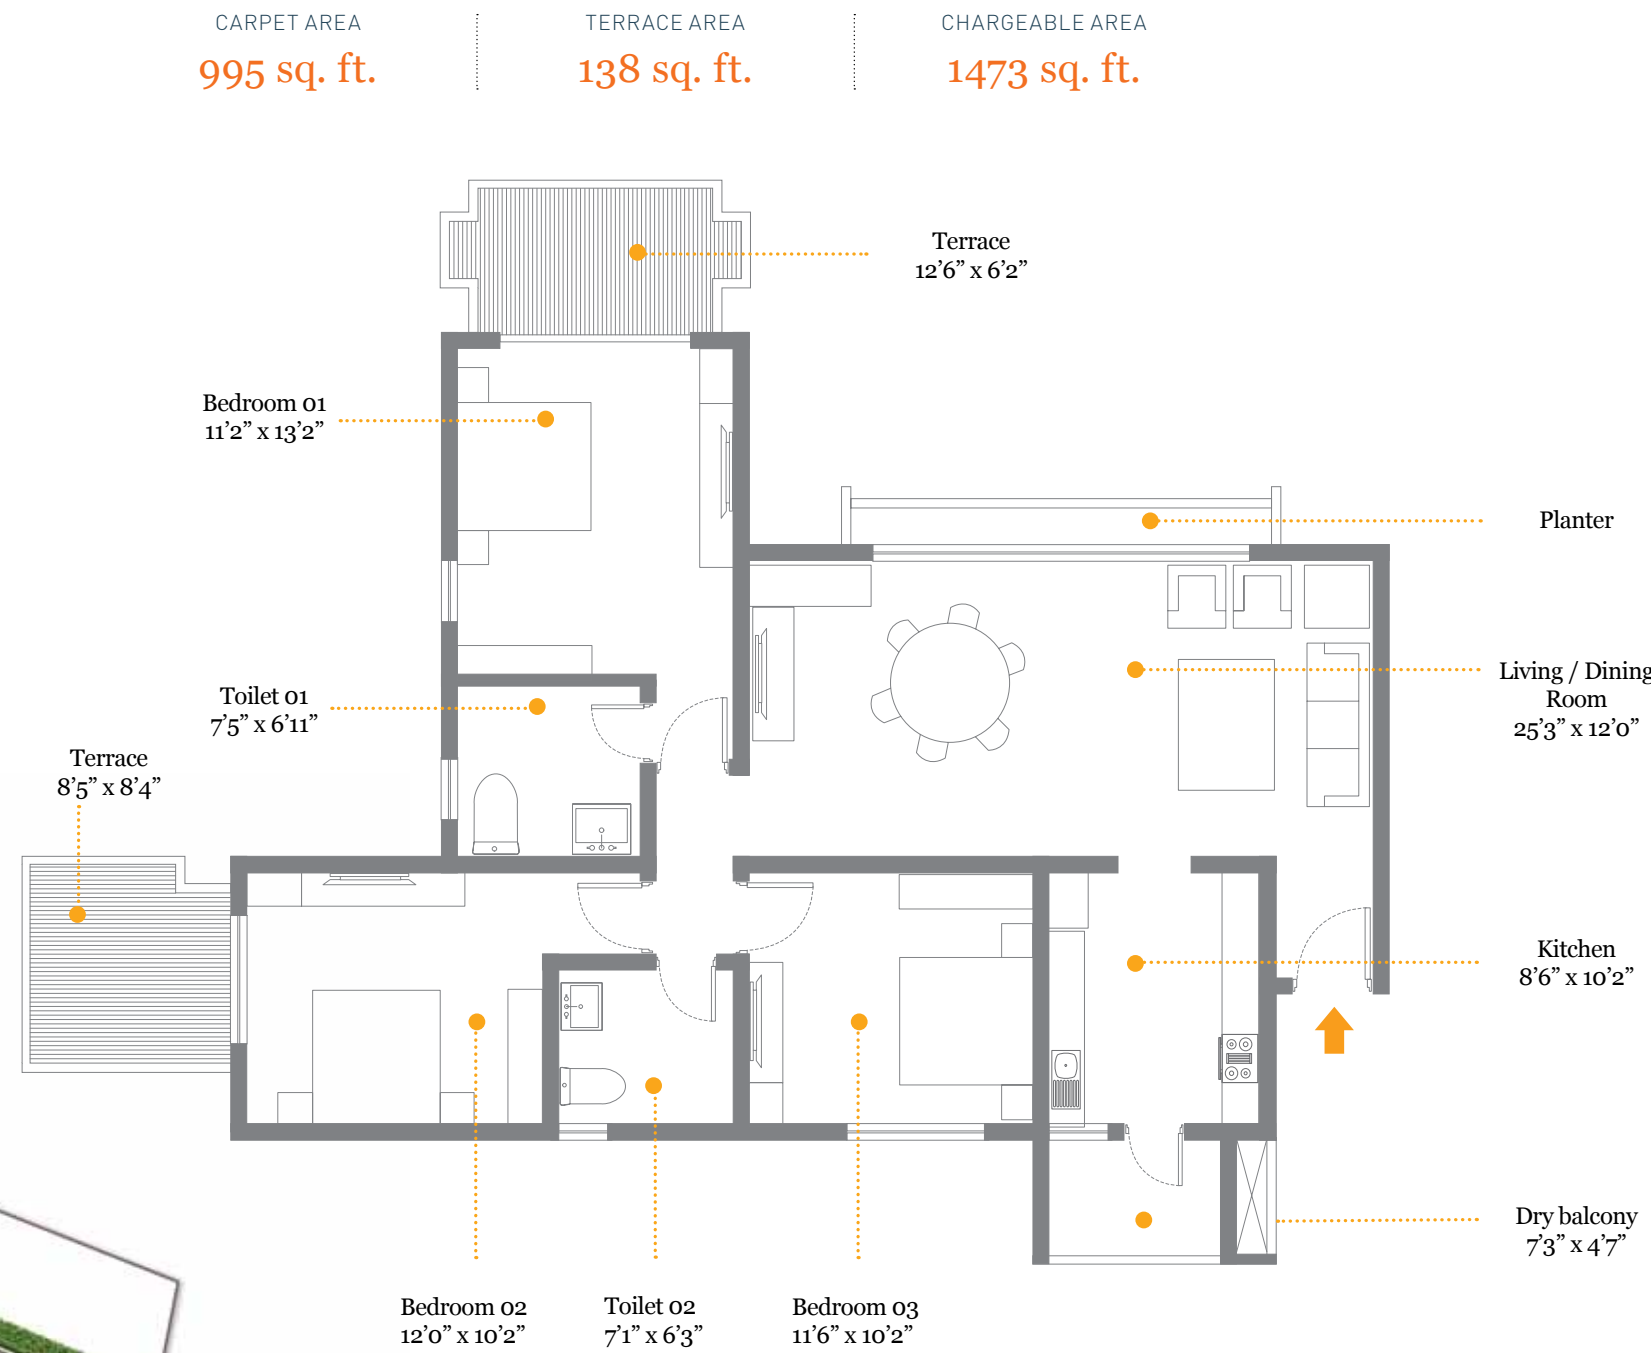 CARPET AREA
995 sq. ft.
TERRACE AREA
138 sq. ft.
CHARGEABLE AREA
1473 sq. ft.
Terrace
12’6” x 6’2”
Bedroom 01
11’2” x 13’2”
Planter
Living / Dining
Room
25’3” x 12’0”
Toilet 01
7’5” x 6’11”
Terrace
8’5” x 8’4”
Kitchen
8’6” x 10’2”
Dry balcony
7’3” x 4’7”
Bedroom 02
12’0” x 10’2”
Toilet 02
7’1” x 6’3”
Bedroom 03
11’6” x 10’2”